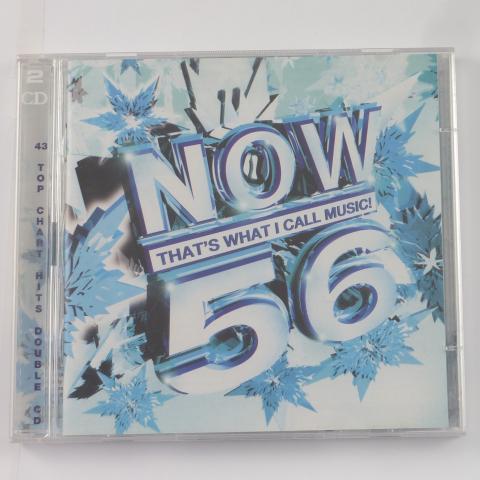 2
CD
43 TOP CHART HITS DOUBLE CD
NOW
THAT'S WHAT I CALL MUSIC!
56